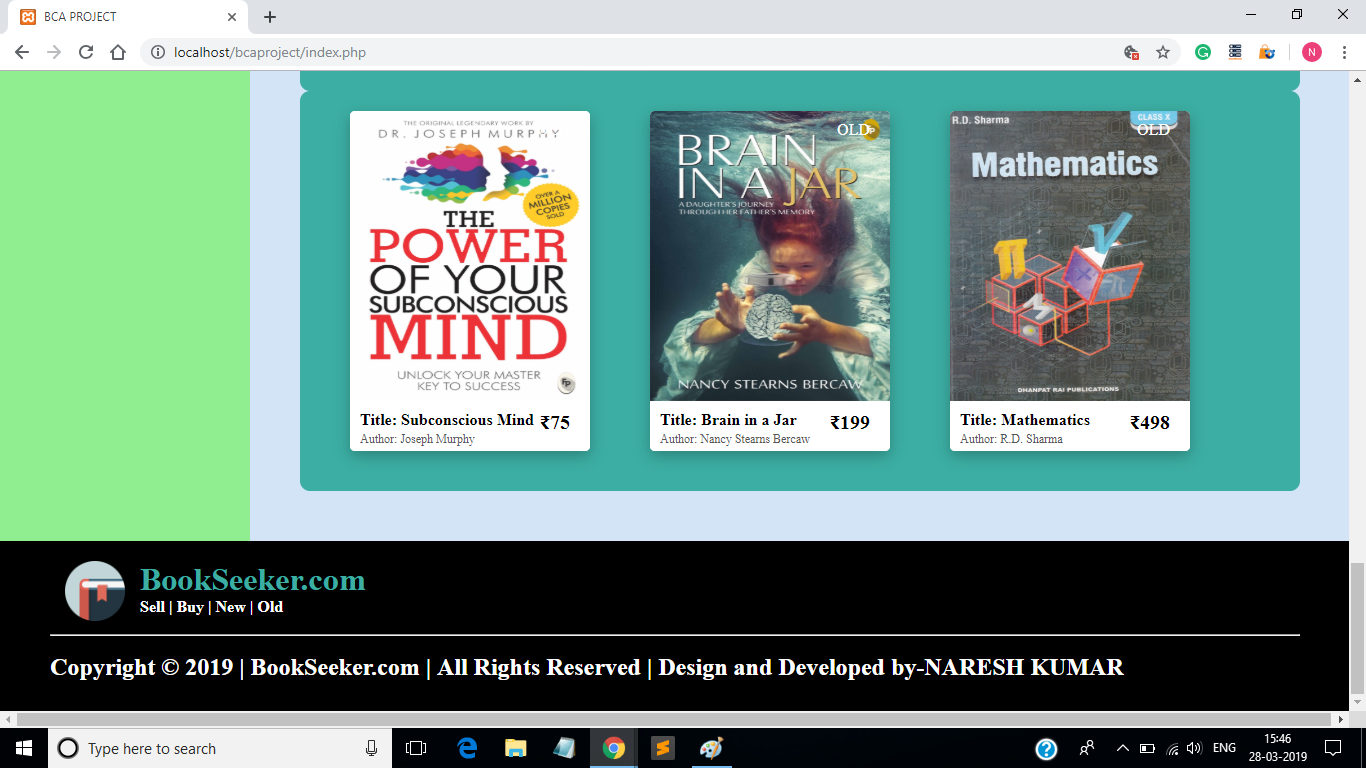 BCA PROJECT
localhost/bcaproject/index.php
N
THE ORIGINAL LEGENDARY WORK BY
DR. JOSEPH MURPHY
OVER A
MILLION
COPIES
SOLD
THE
POWER
OF YOUR
SUBCONSCIOUS
MIND
UNLOCK YOUR MASTER
KEY TO SUCCESS
FP
Title: Subconscious Mind ₹75
Author: Joseph Murphy
OLD
BRAIN
IN A JAR
A DAUGHTER'S JOURNEY
THROUGH HER FATHER'S MEMORY
NANCY STEARNS BERCAW
Title: Brain in a Jar ₹199
Author: Nancy Stearns Bercaw
R.D. Sharma
CLASS X
OLD
Mathematics
DHANPAT RAI PUBLICATIONS
Title: Mathematics ₹498
Author: R.D. Sharma
BookSeeker.com
Sell | Buy | New | Old
Copyright © 2019 | BookSeeker.com | All Rights Reserved | Design and Developed by-NARESH KUMAR
Type here to search
ENG
15:46
28-03-2019